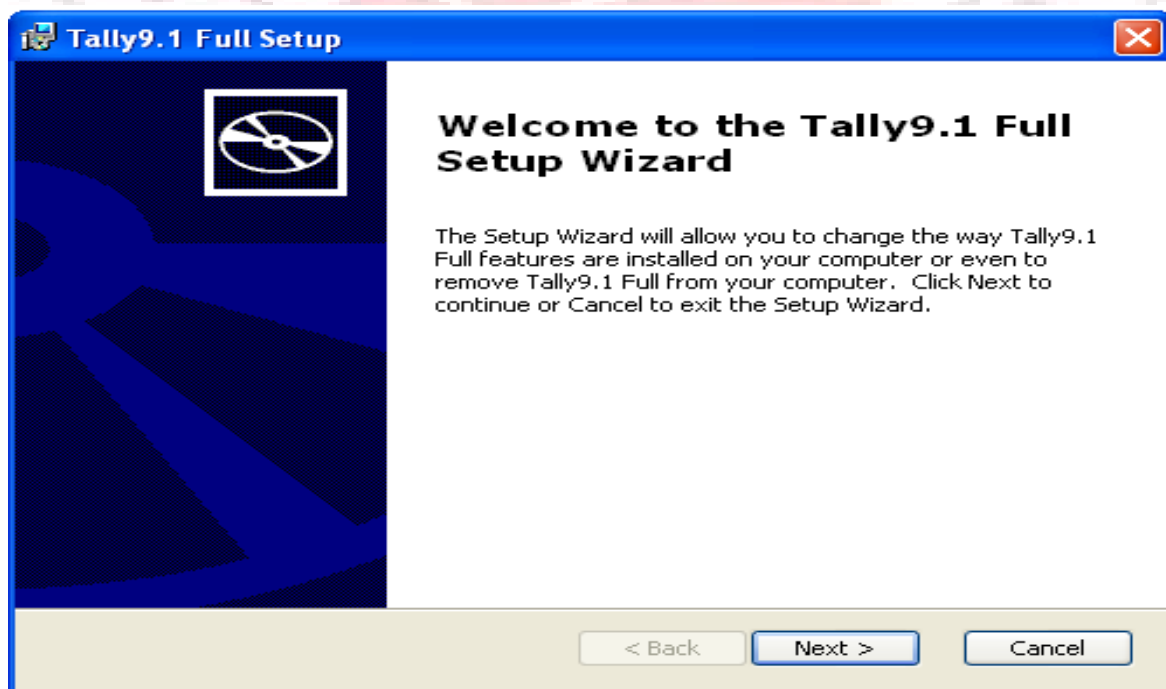 Tally9.1 Full Setup
Welcome to the Tally9.1 Full
Setup Wizard
The Setup Wizard will allow you to change the way Tally9.1
Full features are installed on your computer or even to
remove Tally9.1 Full from your computer. Click Next to
continue or Cancel to exit the Setup Wizard.
< Back Next > Cancel